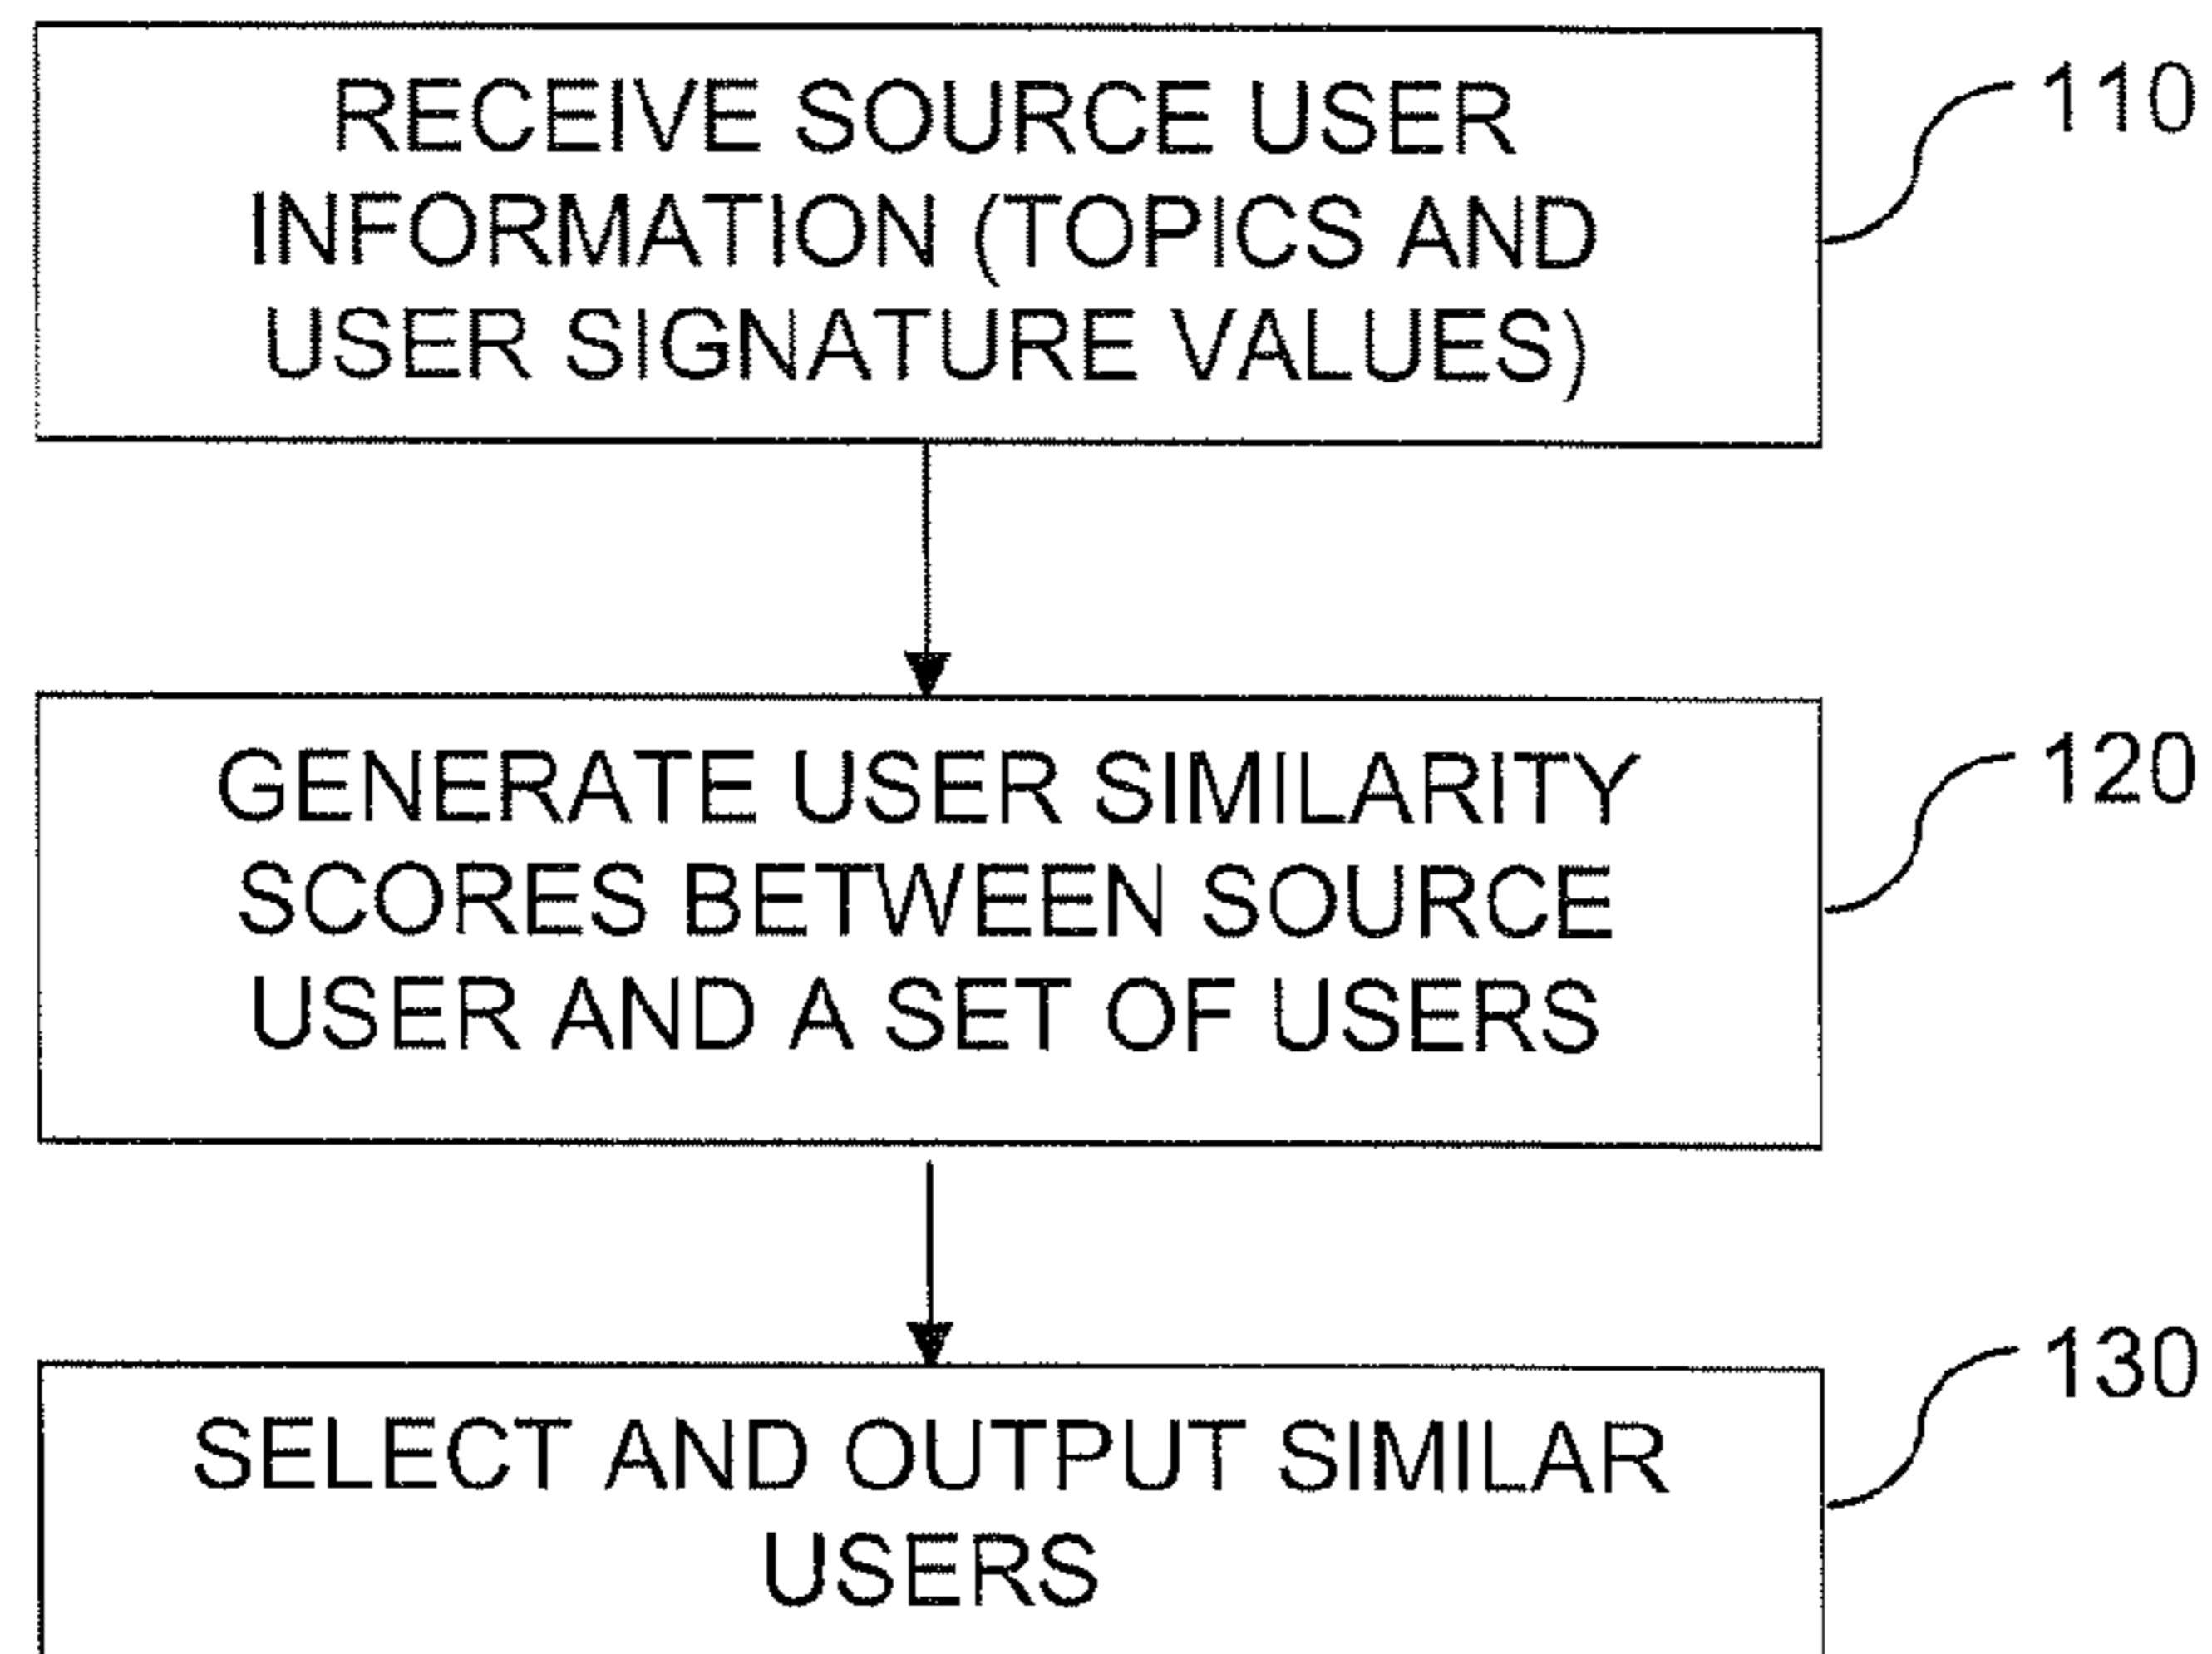 RECEIVE SOURCE USER
INFORMATION (TOPICS AND
USER SIGNATURE VALUES)
110
GENERATE USER SIMILARITY
SCORES BETWEEN SOURCE
USER AND A SET OF USERS
120
SELECT AND OUTPUT SIMILAR
USERS
130